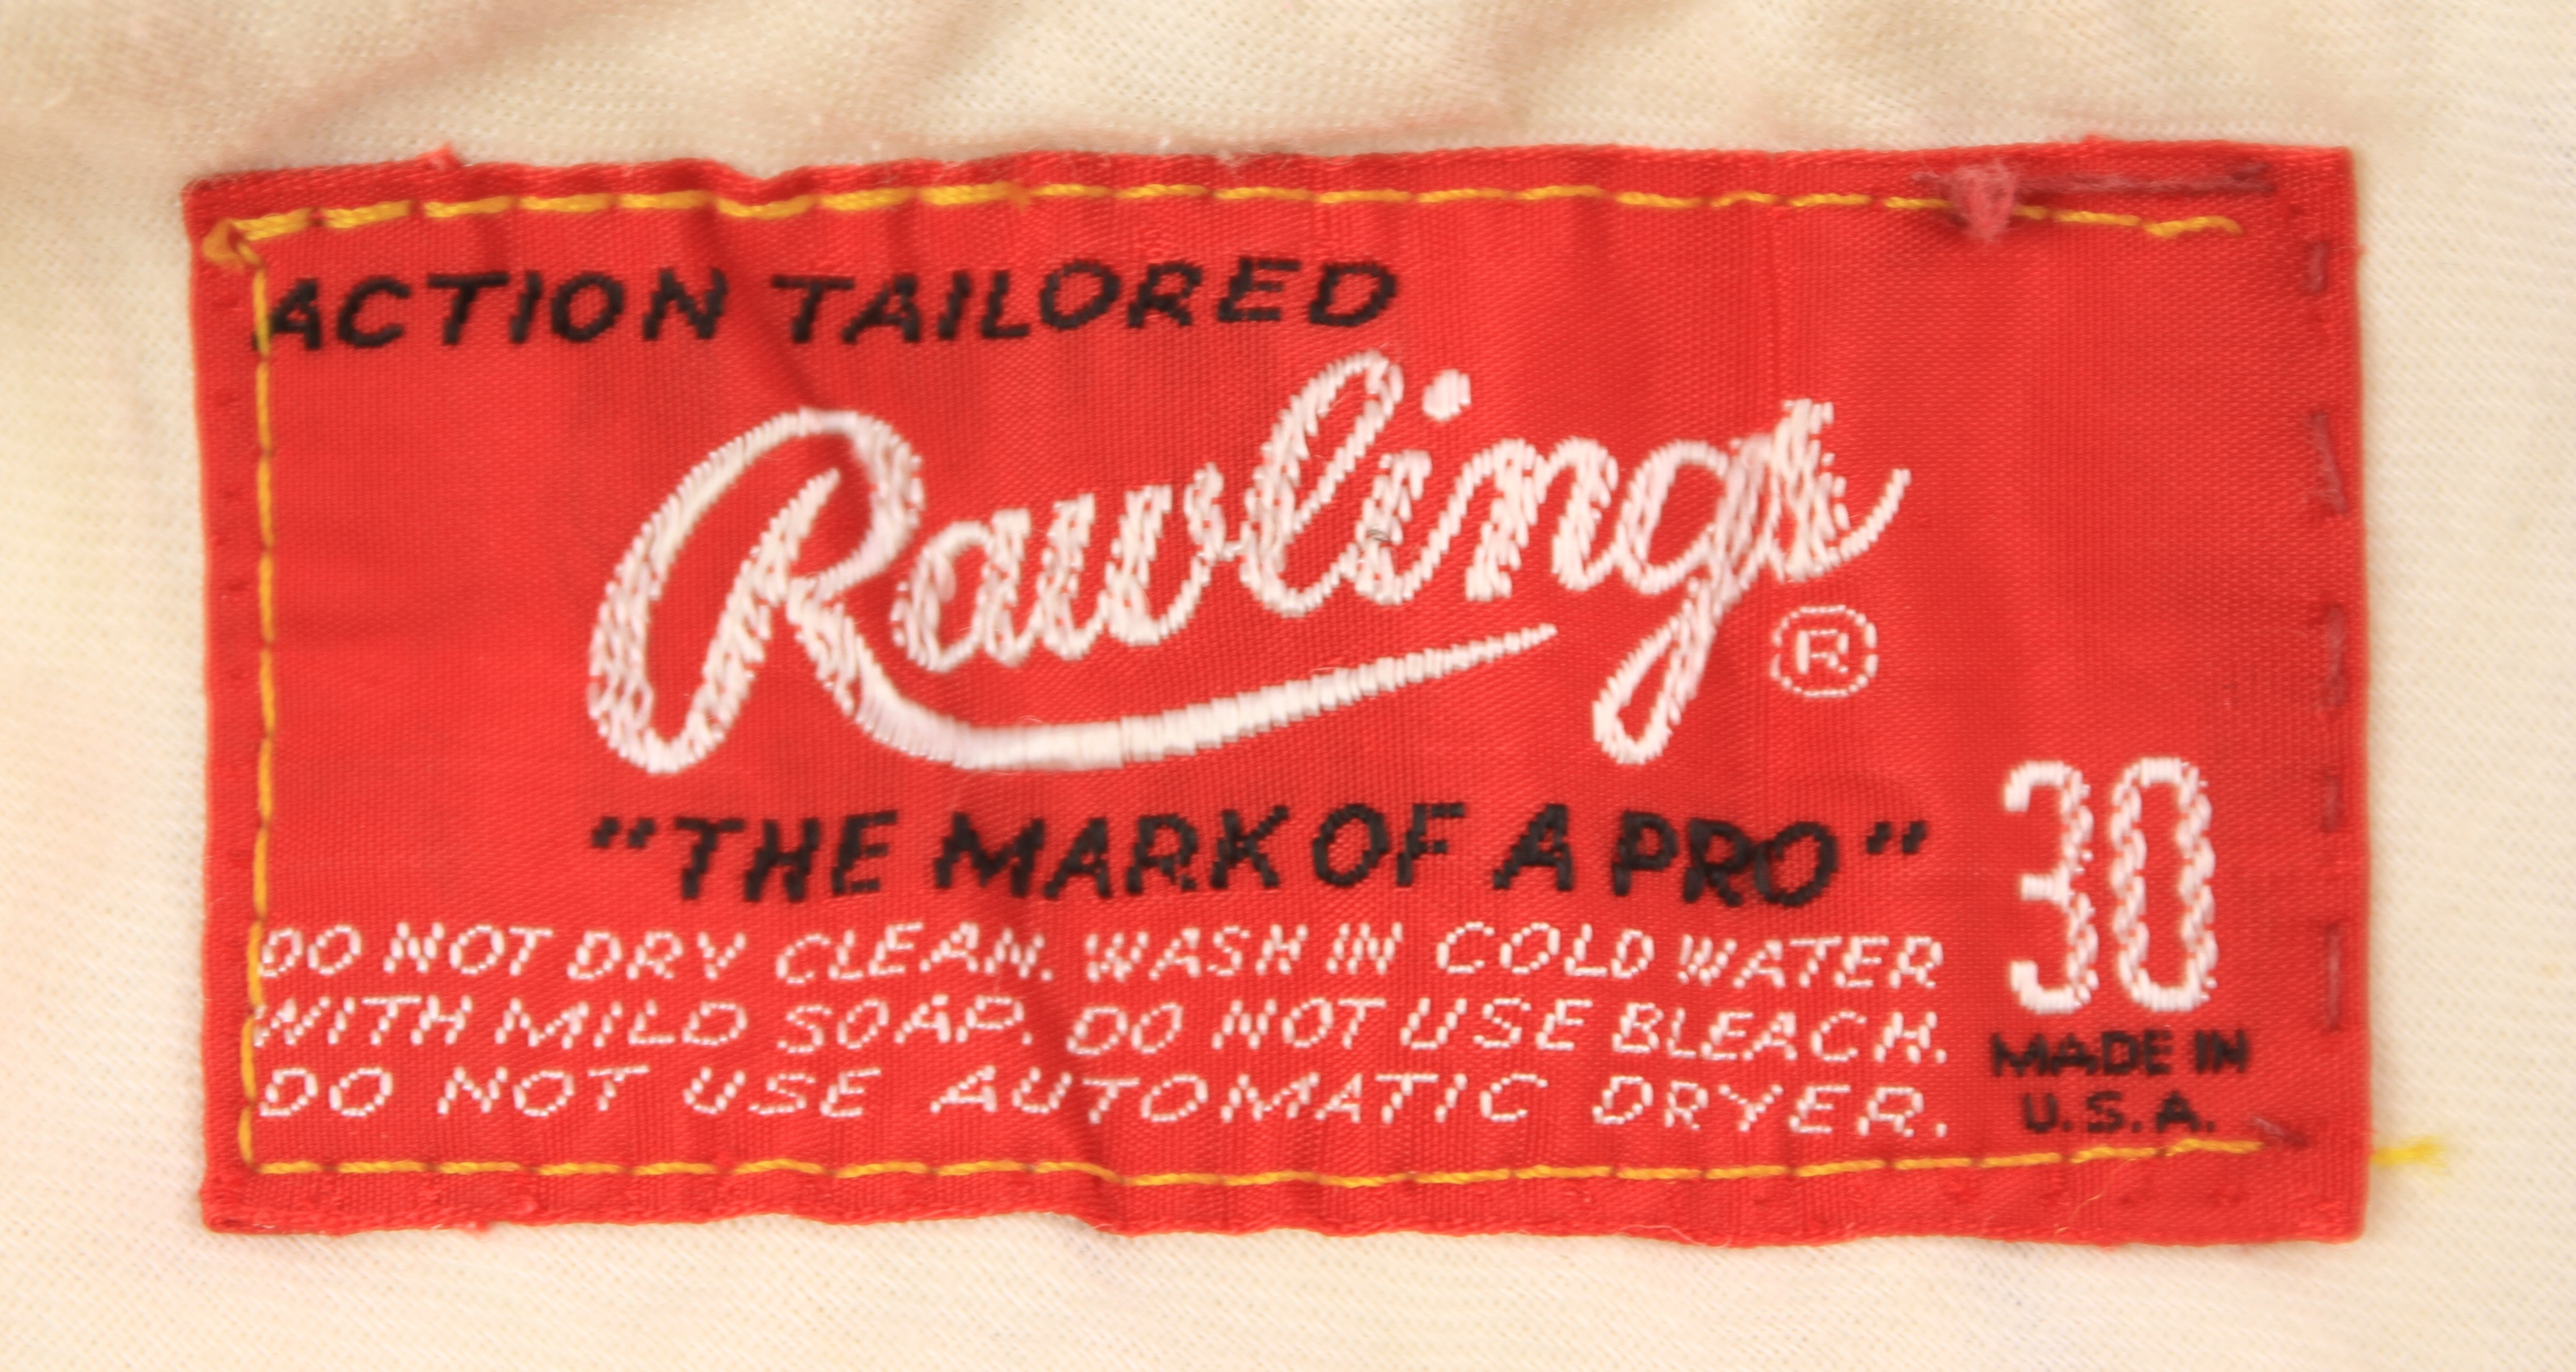 ACTION TAILORED
Rawlings ®
"THE MARK OF A PRO"
30
DO NOT DRY CLEAN. WASH IN COLD WATER
WITH MILD SOAP. DO NOT USE BLEACH.
DO NOT USE AUTOMATIC DRYER.
MADE IN
U.S.A.